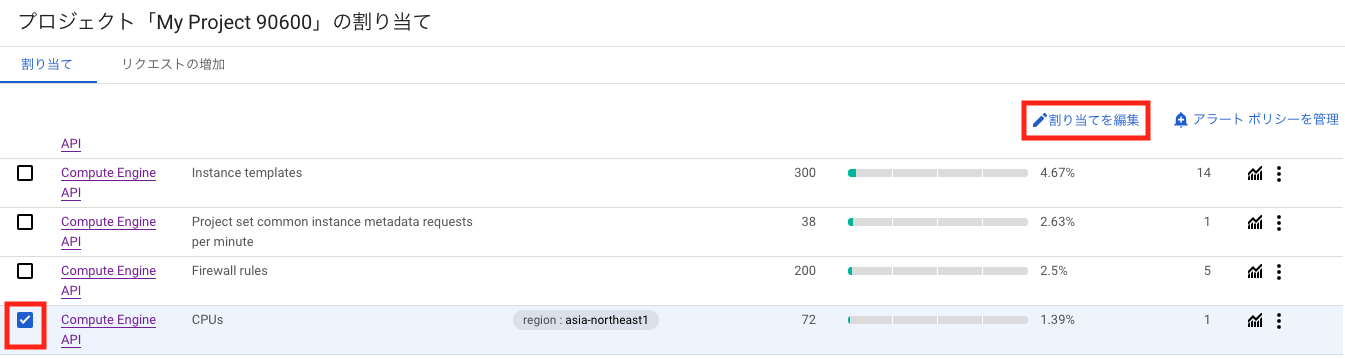 プロジェクト「My Project 90600」の割り当て
割り当て リクエストの増加
割り当てを編集 アラート ポリシーを管理
API
Compute Engine Instance templates 300 4.67% 14
API
Compute Engine Project set common instance metadata requests 38 2.63% 1
API per minute
Compute Engine Firewall rules 200 2.5% 5
API
Compute Engine CPUs region : asia-northeast1 72 1.39% 1
API